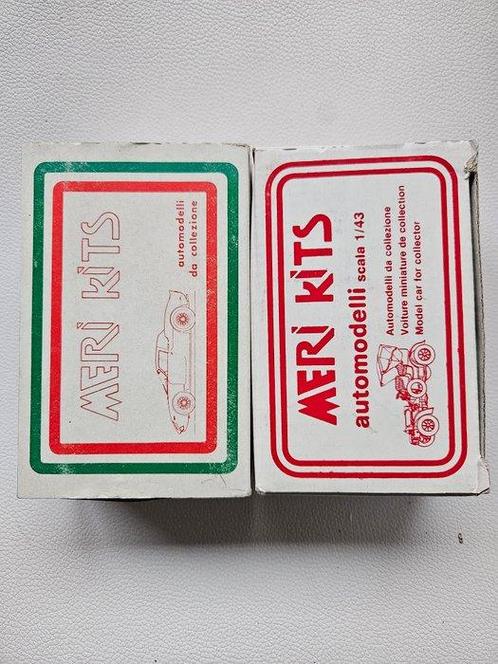 MERI KITS
automodelli
da collezione
MERI KITS
automodelli scala 1/43
Automodelli da collezione
Voiture miniature de collection
Model car for collector